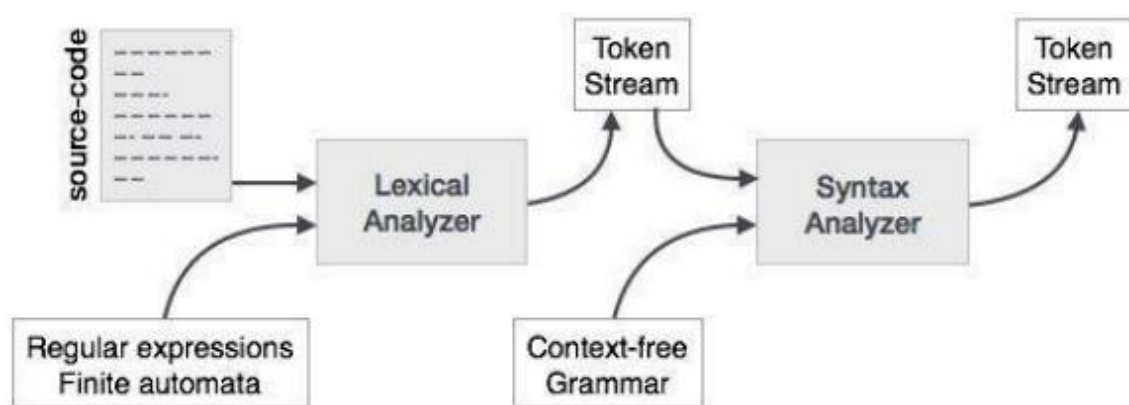 source-code
Token
Stream
Token
Stream
Lexical
Analyzer
Syntax
Analyzer
Regular expressions
Finite automata
Context-free
Grammar